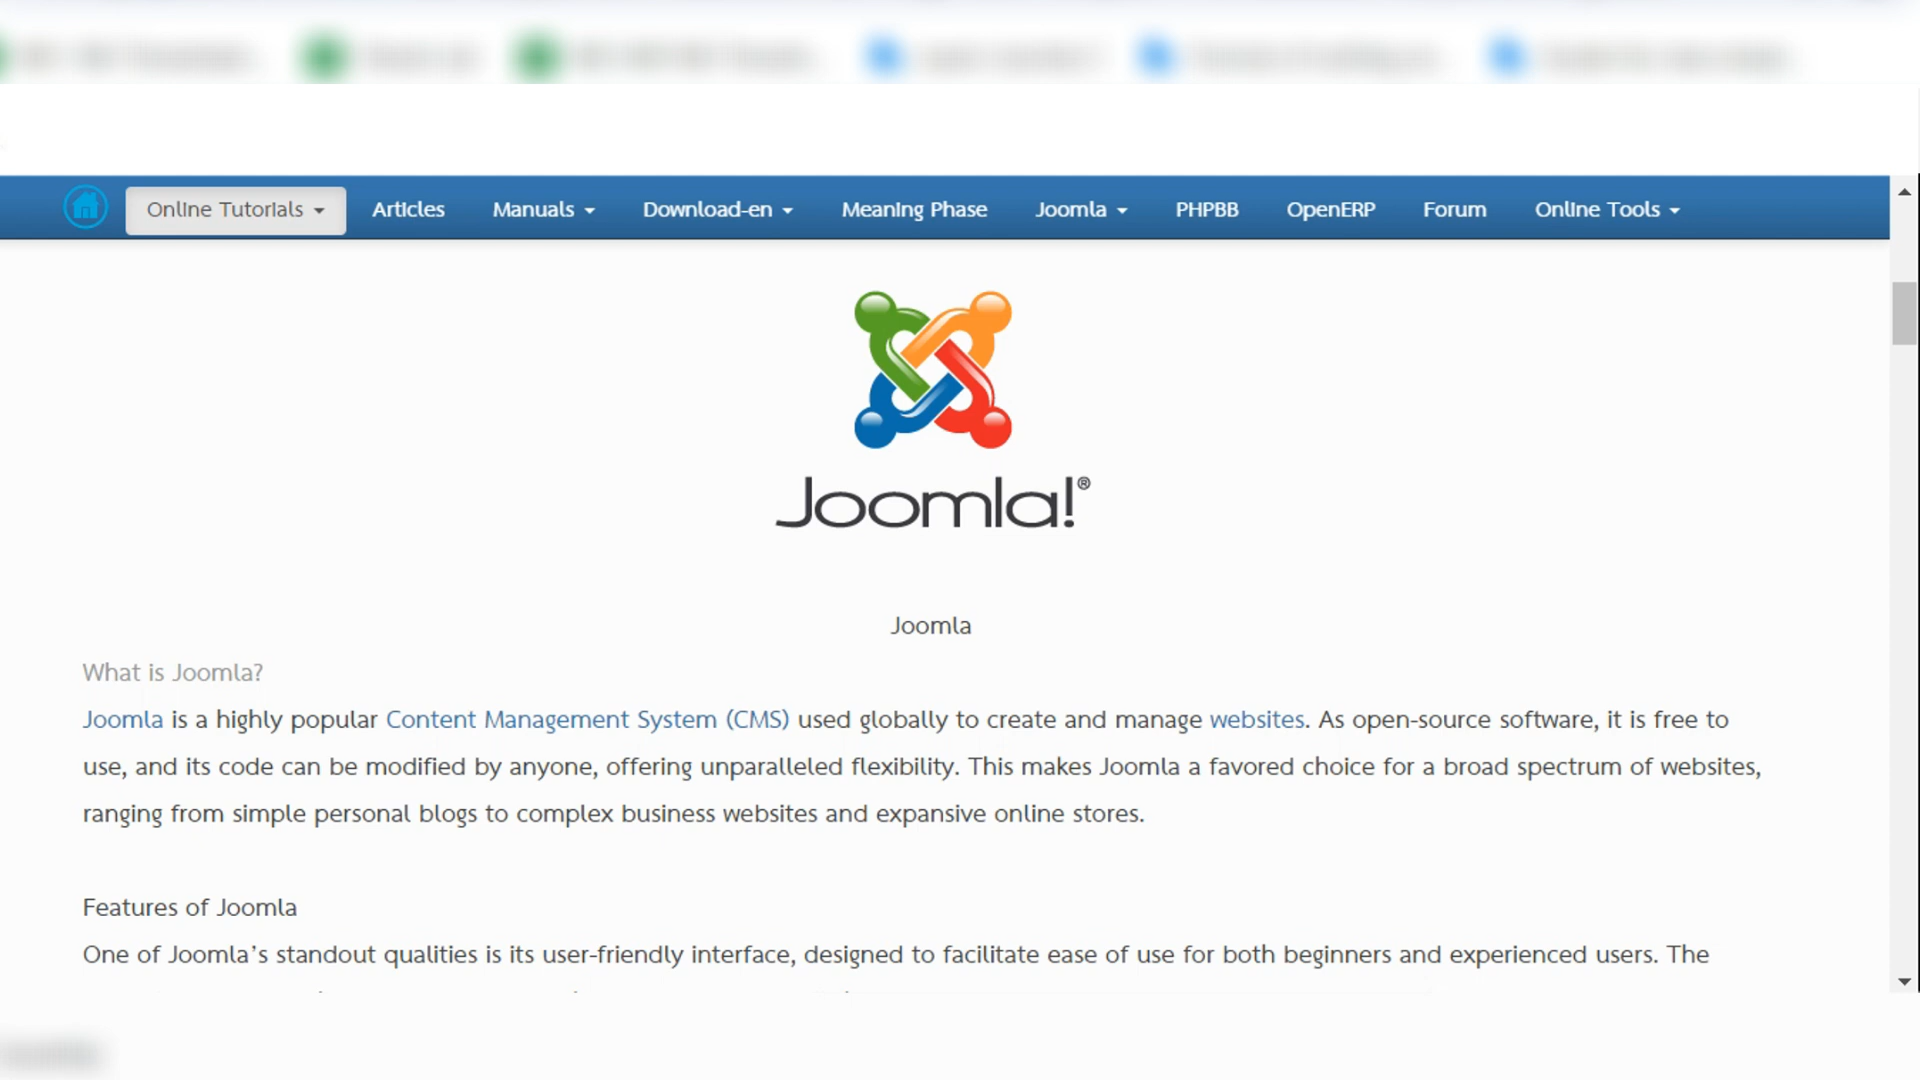 Online Tutorials Articles Manuals Download-en Meaning Phase Joomla PHPBB OpenERP Forum Online Tools
Joomla!®
Joomla
What is Joomla?
Joomla is a highly popular Content Management System (CMS) used globally to create and manage websites. As open-source software, it is free to
use, and its code can be modified by anyone, offering unparalleled flexibility. This makes Joomla a favored choice for a broad spectrum of websites,
ranging from simple personal blogs to complex business websites and expansive online stores.
Features of Joomla
One of Joomla's standout qualities is its user-friendly interface, designed to facilitate ease of use for both beginners and experienced users. The